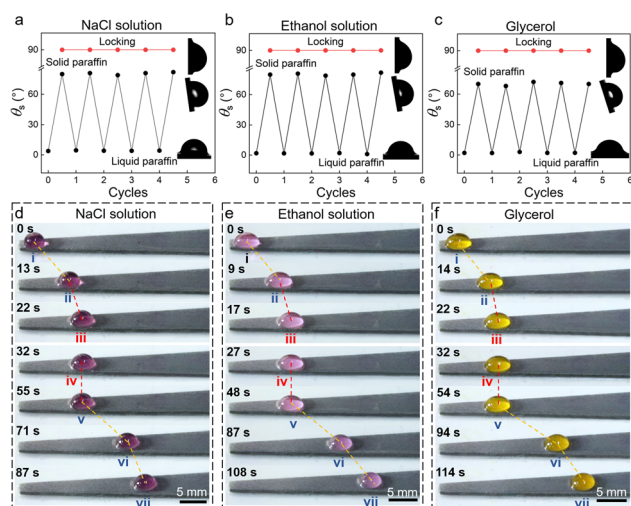 a
NaCl solution
90
Locking
Solid paraffin
60
30
0
Liquid paraffin
θs (°)
0 1 2 3 4 5 6
Cycles
b
Ethanol solution
90
Locking
Solid paraffin
60
30
0
Liquid paraffin
θs (°)
0 1 2 3 4 5 6
Cycles
c
Glycerol
90
Locking
Solid paraffin
60
30
0
Liquid paraffin
θs (°)
0 1 2 3 4 5 6
Cycles
d
NaCl solution
0 s
i
13 s
ii
22 s
iii
32 s
iv
55 s
v
71 s
vi
87 s
vii
5 mm
e
Ethanol solution
0 s
i
9 s
ii
17 s
iii
27 s
iv
48 s
v
87 s
vi
108 s
vii
5 mm
f
Glycerol
0 s
i
14 s
ii
22 s
iii
32 s
iv
54 s
v
94 s
vi
114 s
vii
5 mm